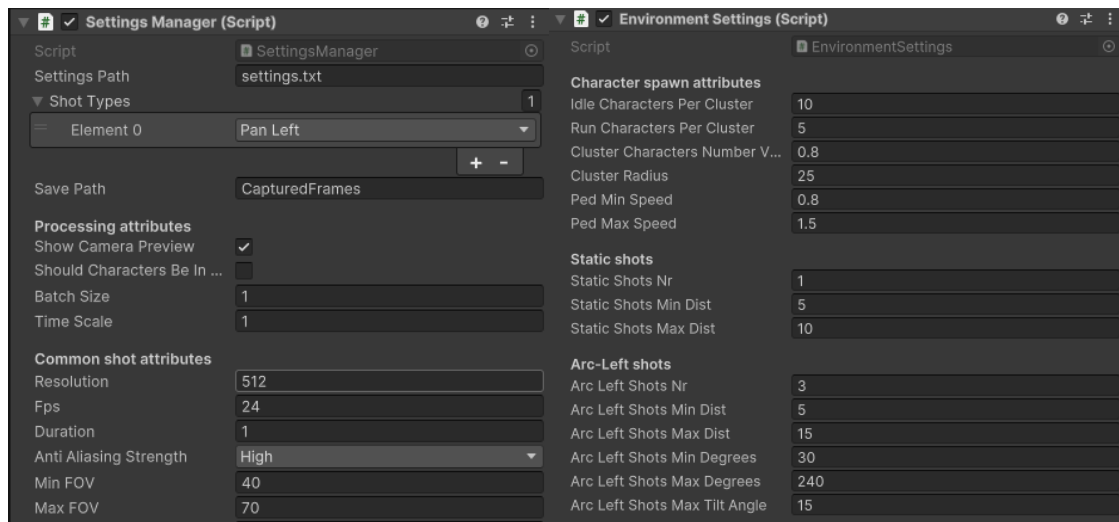 Settings Manager (Script)
Script SettingsManager
Settings Path settings.txt
Shot Types 1
Element 0 Pan Left
+ -
Save Path CapturedFrames
Processing attributes
Show Camera Preview
Should Characters Be In ...
Batch Size 1
Time Scale 1
Common shot attributes
Resolution 512
Fps 24
Duration 1
Anti Aliasing Strength High
Min FOV 40
Max FOV 70
Environment Settings (Script)
Script EnvironmentSettings
Character spawn attributes
Idle Characters Per Cluster 10
Run Characters Per Cluster 5
Cluster Characters Number V... 0.8
Cluster Radius 25
Ped Min Speed 0.8
Ped Max Speed 1.5
Static shots
Static Shots Nr 1
Static Shots Min Dist 5
Static Shots Max Dist 10
Arc-Left shots
Arc Left Shots Nr 3
Arc Left Shots Min Dist 5
Arc Left Shots Max Dist 15
Arc Left Shots Min Degrees 30
Arc Left Shots Max Degrees 240
Arc Left Shots Max Tilt Angle 15